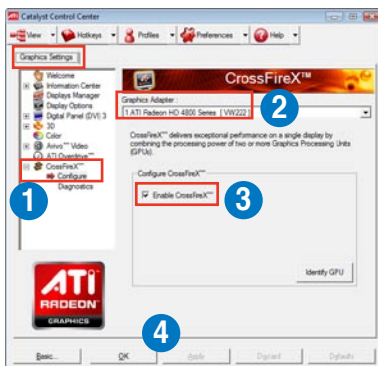 Catalyst Control Center
View Hotkeys Profiles Preferences Help
Graphics Settings
Welcome
Information Center
Displays Manager
Display Options
Digital Panel (DVI) 3
3D
Color
Avivo™ Video
ATI Overdrive™
CrossFireX™
Configure
Diagnostics
1
CrossFireX™
Graphics Adapter :
1 ATI Radeon HD 4800 Series [ VW222 ]
2
CrossFireX™ delivers exceptional performance on a single display by
combining the processing power of two or more Graphics Processing Units
(GPUs).
Configure CrossFireX™
Enable CrossFireX™
3
Identify GPU
ATI
RADEON
GRAPHICS
4
Basic... OK Apply Discard Defaults